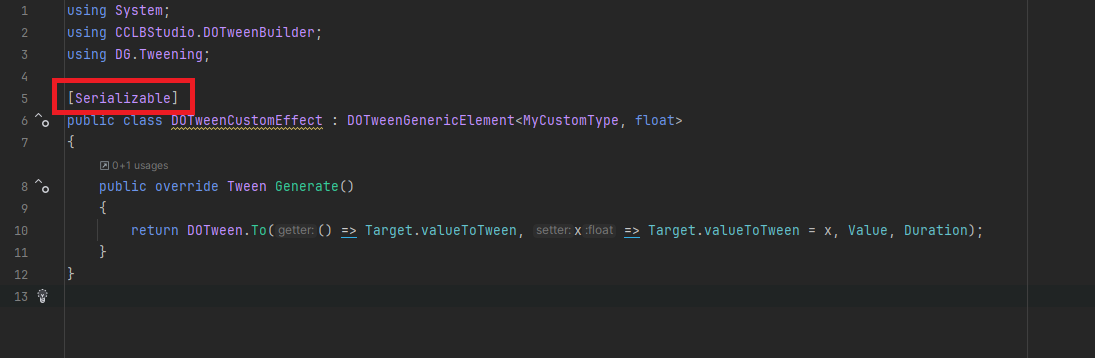 1 using System;
2 using CCLBStudio.DOTweenBuilder;
3 using DG.Tweening;
4
5 [Serializable]
6 public class DOTweenCustomEffect : DOTweenGenericElement<MyCustomType, float>
7 {
0+1 usages
8 public override Tween Generate()
9 {
10 return DOTween.To( getter: () => Target.valueToTween, setter: x :float => Target.valueToTween = x, Value, Duration);
11 }
12 }
13